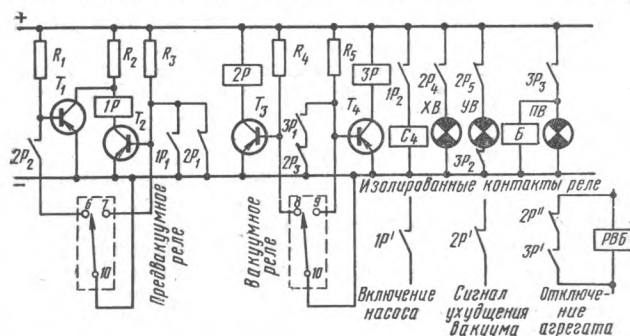 +
R₁
R₂
R₃
R₄
R₅
T₁
T₂
T₃
T₄
1P
2P
3P
2P₂
1P₁
2P₁
3P₁
2P₃
1P₂
C₄
2P₄
ХВ
2P₅
УВ
3P₂
Б
3P₃
ПВ
−
6
7
10
8
9
10
Предвакуумное реле
Вакуумное реле
Изолированные контакты реле
1P'
2P'
2P"
3P'
РВБ
Включение насоса
Сигнал ухудщения вакуума
Отключе-
ние агрегата